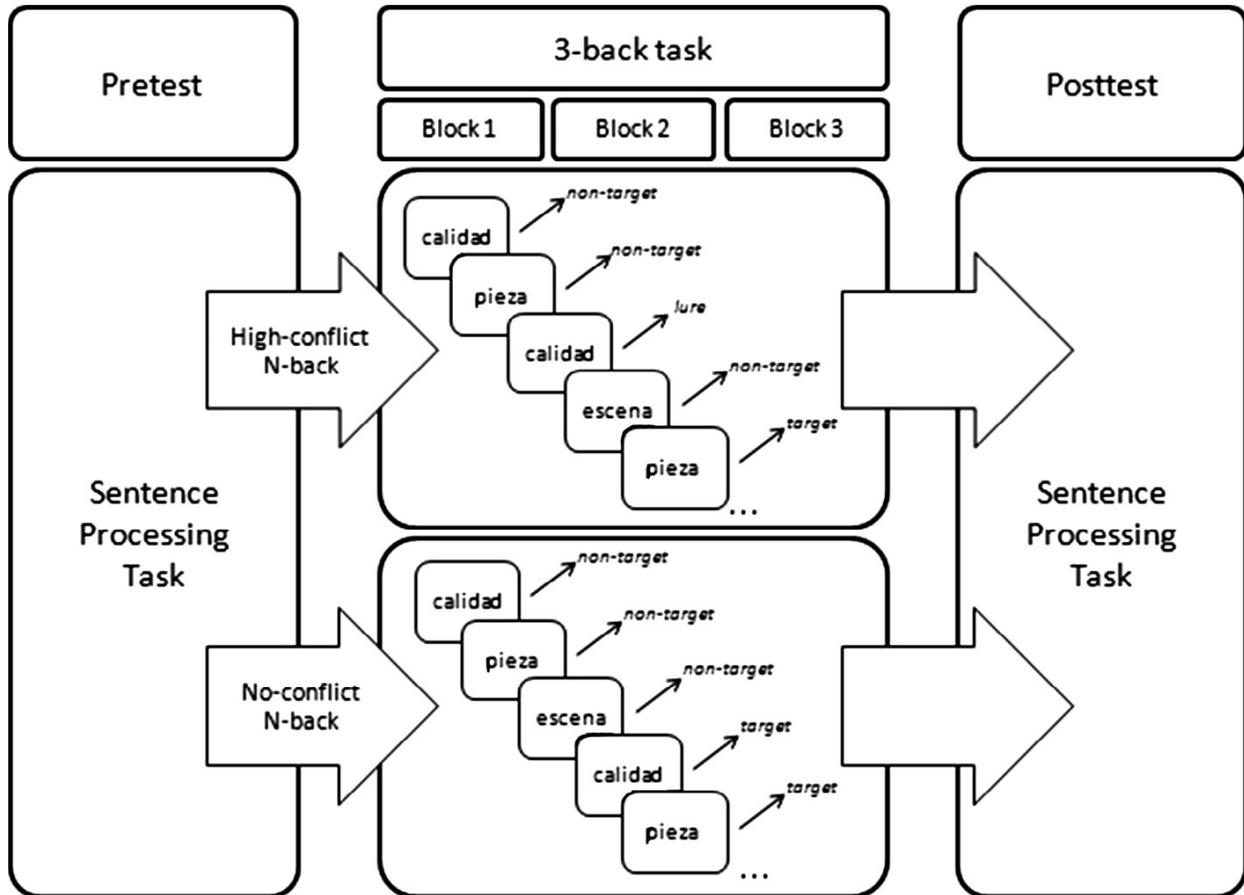 Pretest
3-back task
Block 1
Block 2
Block 3
Posttest
Sentence
Processing
Task
High-conflict
N-back
calidad
non-target
pieza
non-target
calidad
lure
escena
non-target
pieza
target
...
No-conflict
N-back
calidad
non-target
pieza
non-target
escena
non-target
calidad
target
pieza
target
...
Sentence
Processing
Task